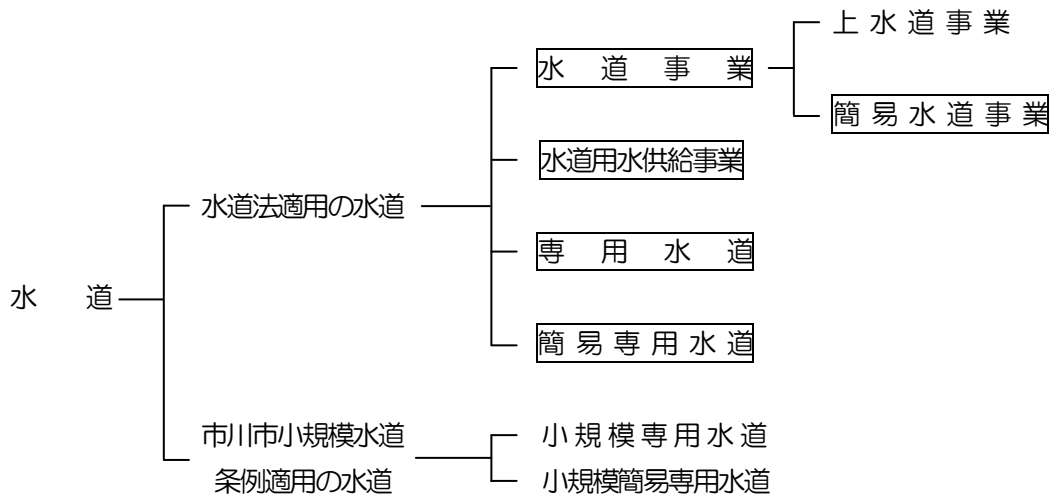 上水道事業
水道事業
簡易水道事業
水道用水供給事業
水道法適用の水道
専用水道
水道
簡易専用水道
市川市小規模水道
条例適用の水道
小規模専用水道
小規模簡易専用水道